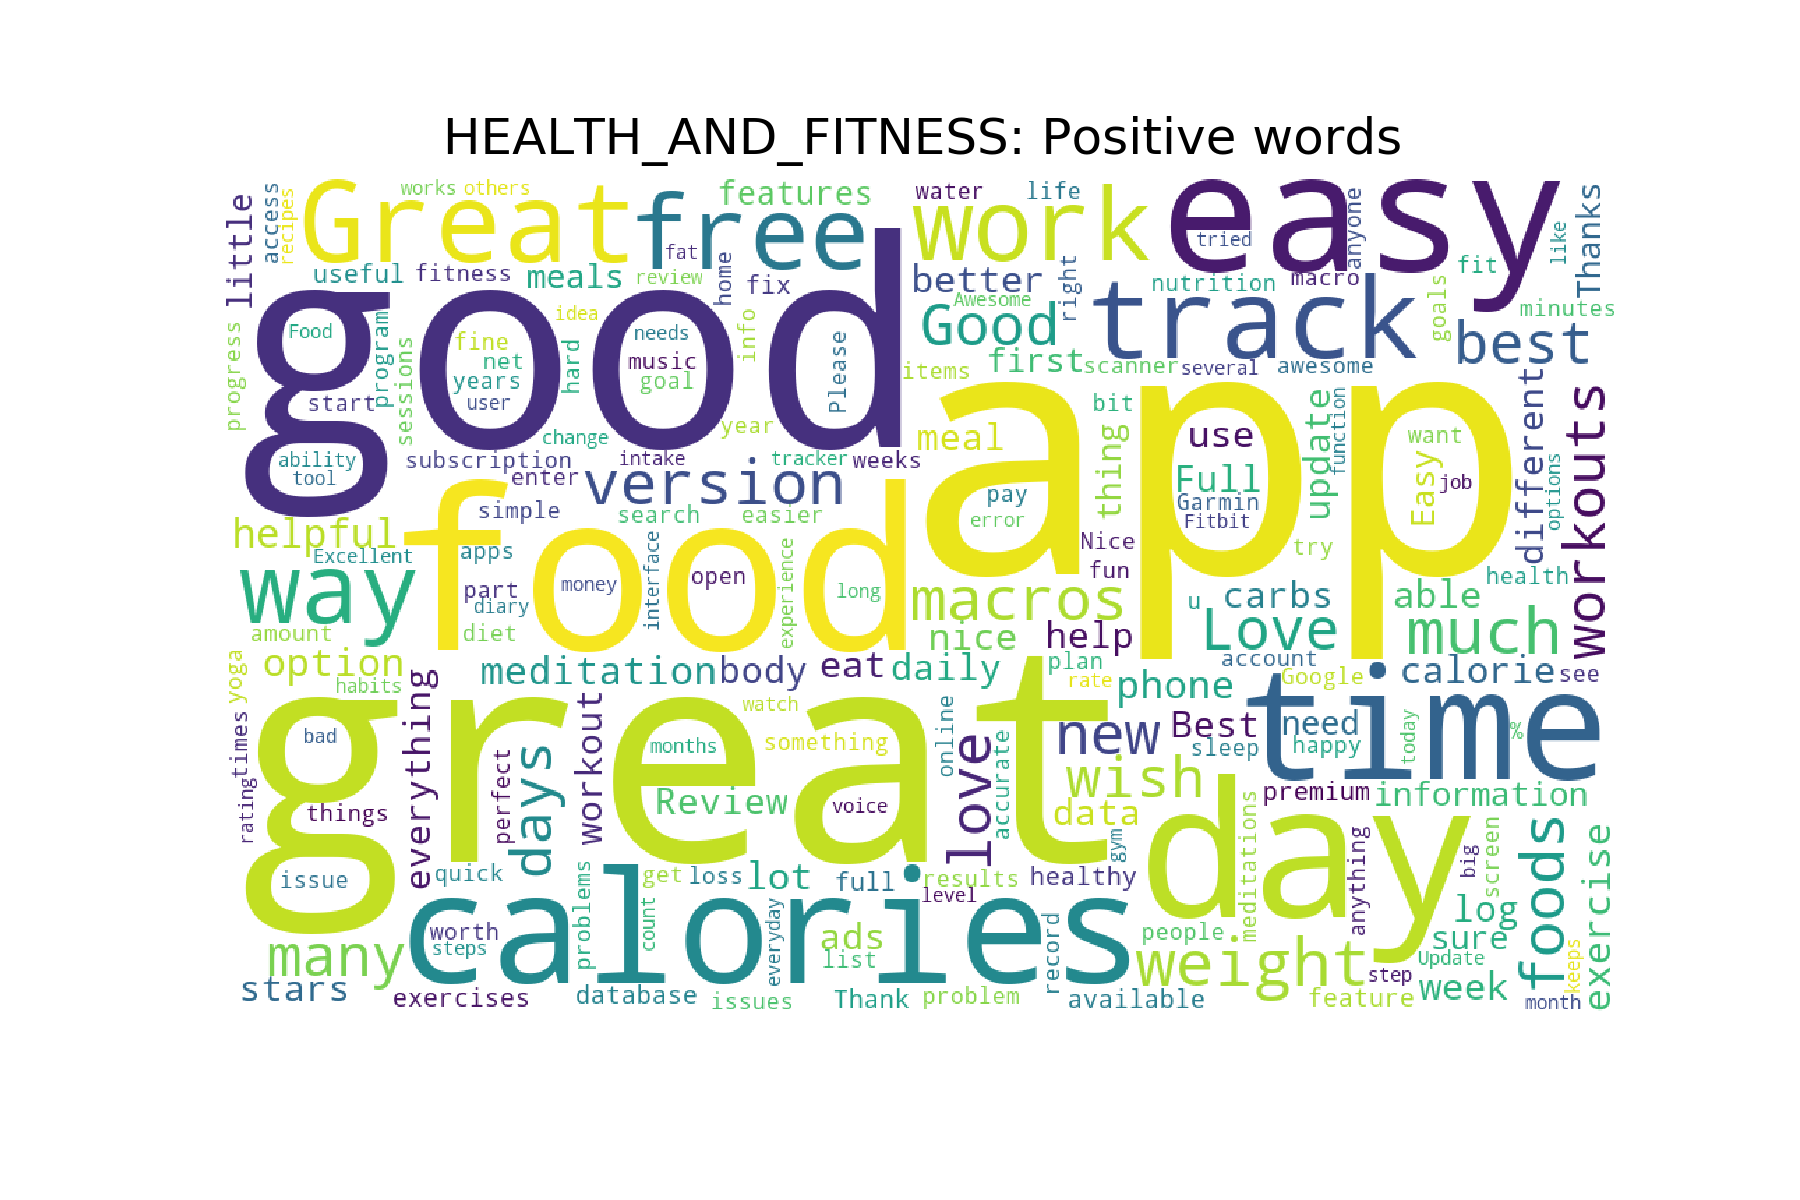 HEALTH_AND_FITNESS: Positive words
works others
features
water
life
easy
Great
free
work
little
access
recipes
fat
tried
anyone
like
Thanks
useful
fitness
meals
review
home
fix
better
right
nutrition
macro
fit
good
Food
idea
needs
info
Awesome
Good
track
goals
minutes
best
progress
program
sessions
fine
net
years
user
hard
music
goal
Please
items
first
scanner
several
awesome
start
change
year
app
meal
bit
thing
use
update
function
want
different
workouts
ability
tool
subscription
enter
intake
tracker
weeks
version
pay
Full
Garmin
Fitbit
Easy
job
options
simple
search
easier
error
helpful
Excellent
food
apps
interface
open
experience
money
long
Nice
fun
try
health
way
part
diary
diet
macros
nice
u
carbs
able
amount
help
Love
much
option
yoga
habits
meditation
body
eat
daily
plan
rate
account
Google
calorie
see
phone
great
everything
watch
new
Best
need
time
bad
times
rating
days
workout
perfect
months
something
online
love
accurate
sleep
happy
today
%
things
Review
voice
wish
data
premium
information
day
gym
meditations
anything
big
screen
foods
exercise
issue
quick
problems
get
loss
lot
full
results
level
healthy
calories
log
many
worth
steps
count
everyday
ads
list
record
people
weight
sure
Update
step
week
keeps
stars
exercises
database
issues
Thank
problem
available
feature
month